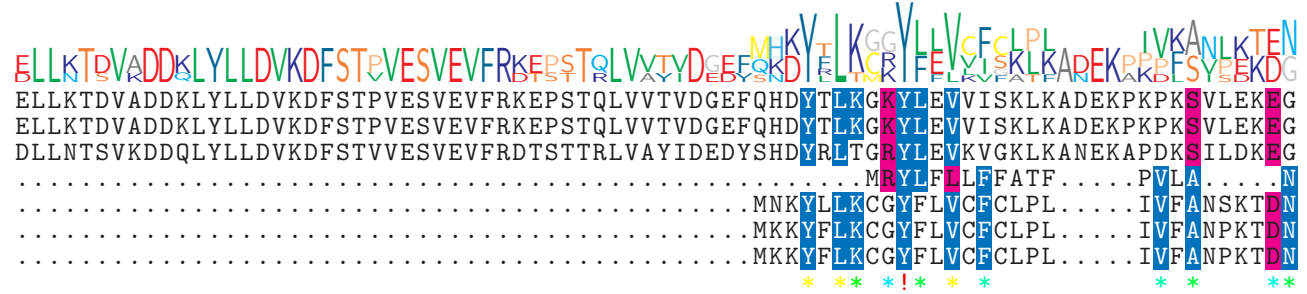 ELLKTDVADDKLYLLDVKDFSTPVESVEVFRKEPSTQLVVTVDGEFQHDYTLKGKYLEVVISKLKADEKPKPKSVLEKEG
ELLKTDVADDKLYLLDVKDFSTPVESVEVFRKEPSTQLVVTVDGEFQHDYTLKGKYLEVVISKLKADEKPKPKSVLEKEG
DLLNTSVKDDQLYLLDVKDFSTVVESVEVFRDTSTTRLVAYIDEDYSHDYRLTGRYLEVKVGKLKANEKAPDKSILDKEG
.....................................................MRYLFLLFFATF.....PVLA.....N
..............................................MNKYLLKCGYFLVCFCLPL.....IVFANSKTDN
..............................................MKKYFLKCGYFLVCFCLPL.....IVFANPKTDN
..............................................MKKYFLKCGYFLVCFCLPL.....IVFANPKTDN
* ** *!* * * * * **